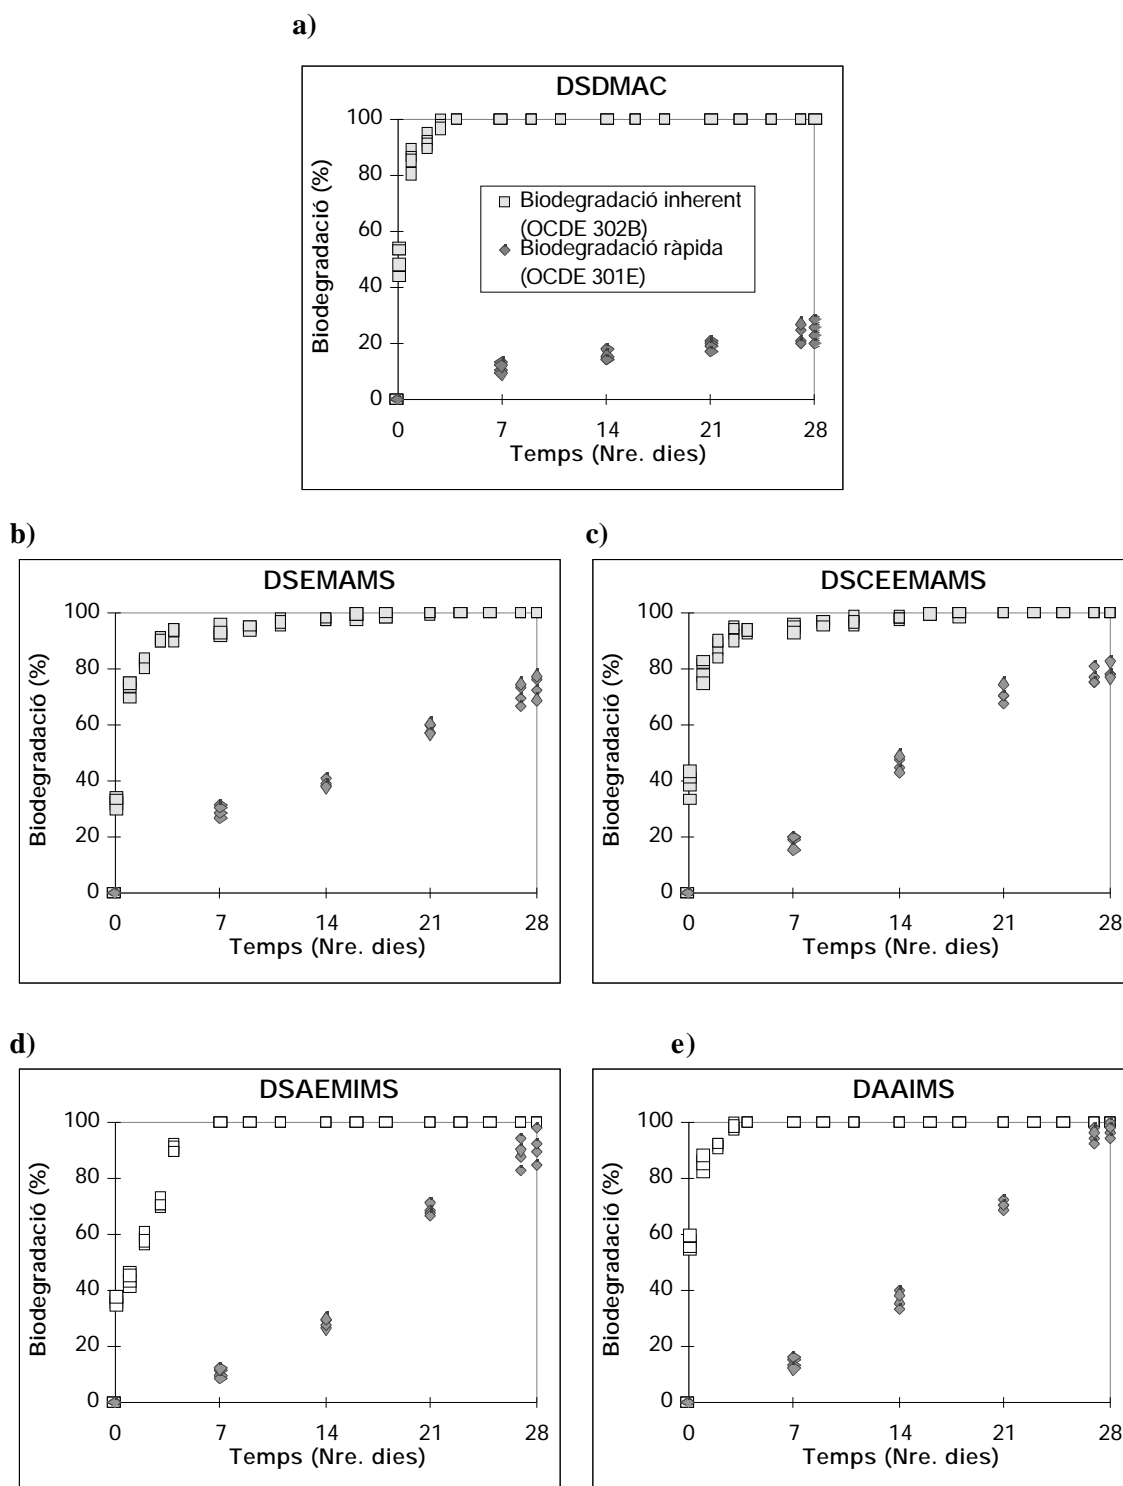 a)
DSDMAC
100
80
60
40
20
0
Biodegradació (%)
Biodegradació inherent
(OCDE 302B)
Biodegradació ràpida
(OCDE 301E)
0 7 14 21 28
Temps (Nre. dies)
b)
DSEMAMS
100
80
60
40
20
0
Biodegradació (%)
0 7 14 21 28
Temps (Nre. dies)
c)
DSCEEMAMS
100
80
60
40
20
0
Biodegradació (%)
0 7 14 21 28
Temps (Nre. dies)
d)
DSAEMIMS
100
80
60
40
20
0
Biodegradació (%)
0 7 14 21 28
Temps (Nre. dies)
e)
DAAIMS
100
80
60
40
20
0
Biodegradació (%)
0 7 14 21 28
Temps (Nre. dies)